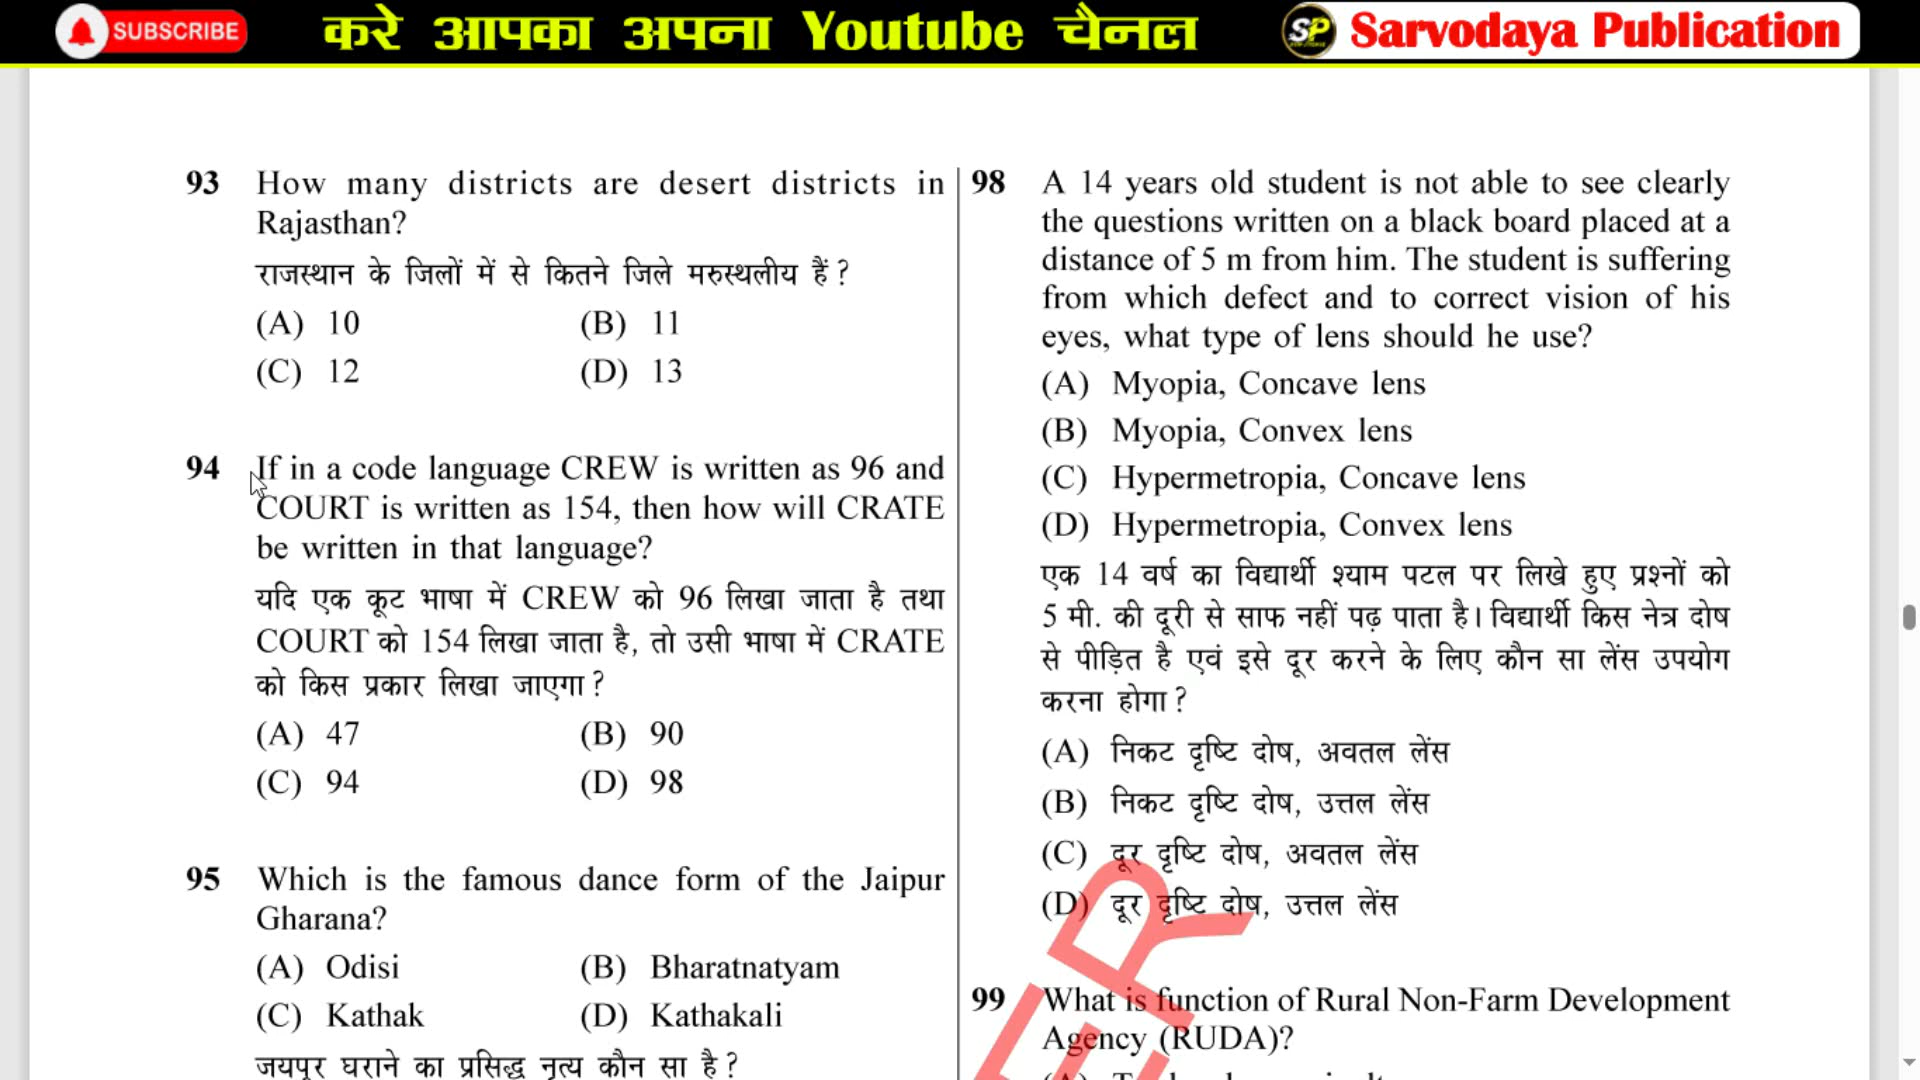 SUBSCRIBE करे आपका अपना Youtube चैनल SP Sarvodaya Publication
93 How many districts are desert districts in
Rajasthan?
राजस्थान के जिलों में से कितने जिले मरुस्थलीय हैं ?
(A) 10 (B) 11
(C) 12 (D) 13
94 If in a code language CREW is written as 96 and
COURT is written as 154, then how will CRATE
be written in that language?
यदि एक कूट भाषा में CREW को 96 लिखा जाता है तथा
COURT को 154 लिखा जाता है, तो उसी भाषा में CRATE
को किस प्रकार लिखा जाएगा ?
(A) 47 (B) 90
(C) 94 (D) 98
95 Which is the famous dance form of the Jaipur
Gharana?
(A) Odisi (B) Bharatnatyam
(C) Kathak (D) Kathakali
जयपुर घराने का प्रसिद्ध नृत्य कौन सा है ?
98 A 14 years old student is not able to see clearly
the questions written on a black board placed at a
distance of 5 m from him. The student is suffering
from which defect and to correct vision of his
eyes, what type of lens should he use?
(A) Myopia, Concave lens
(B) Myopia, Convex lens
(C) Hypermetropia, Concave lens
(D) Hypermetropia, Convex lens
एक 14 वर्ष का विद्यार्थी श्याम पटल पर लिखे हुए प्रश्नों को
5 मी. की दूरी से साफ नहीं पढ़ पाता है। विद्यार्थी किस नेत्र दोष
से पीड़ित है एवं इसे दूर करने के लिए कौन सा लेंस उपयोग
करना होगा ?
(A) निकट दृष्टि दोष, अवतल लेंस
(B) निकट दृष्टि दोष, उत्तल लेंस
(C) दूर दृष्टि दोष, अवतल लेंस
(D) दूर दृष्टि दोष, उत्तल लेंस
99 What is function of Rural Non-Farm Development
Agency (RUDA)?
ER